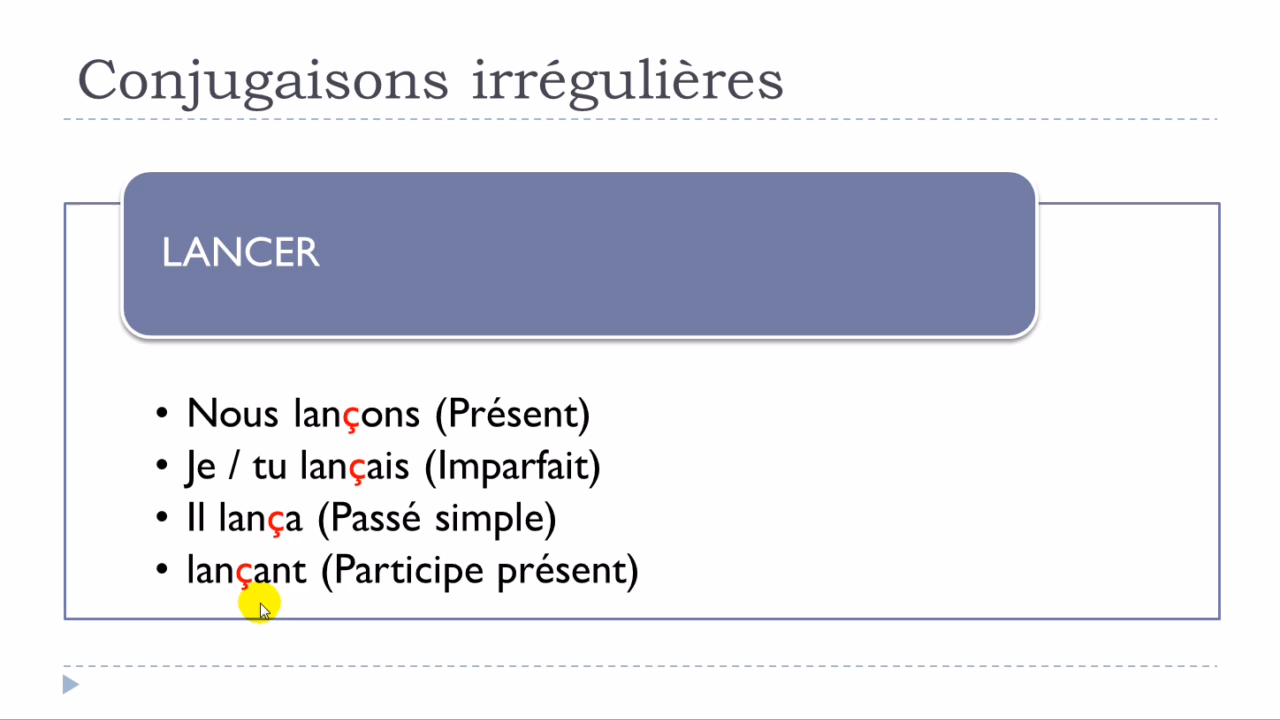 Conjugaisons irrégulières
LANCER
• Nous lançons (Présent)
• Je / tu lançais (Imparfait)
• Il lança (Passé simple)
• lançant (Participe présent)